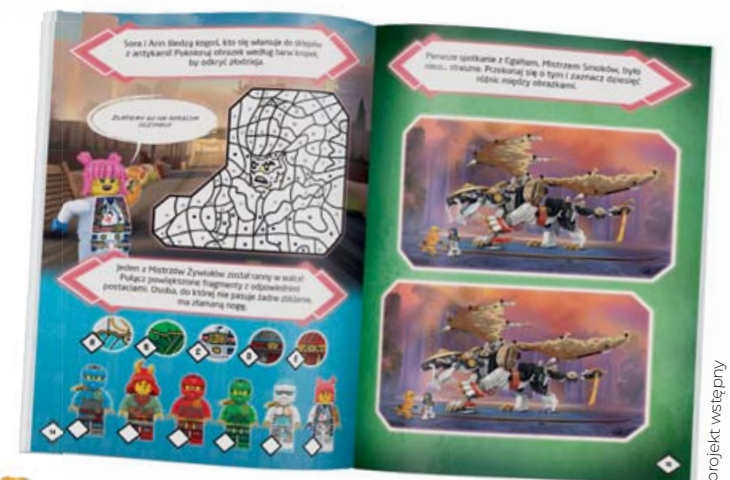 Sora i Arin śledzą kogoś, kto się włamuje do sklepów
z antykami! Pokoloruj obrazek według barw kropek,
by odkryć złodzieja.
ZŁAPIEMY GO NA GORĄCYM
UCZYNKU!
Jeden z Mistrzów Żywiołów został ranny w walce!
Połącz powiększone fragmenty z odpowiednimi
postaciami. Osoba, do której nie pasuje żadne zbliżenie,
ma złamaną nogę.
A
B
C
D
E
Pierwsze spotkanie z Egaltem, Mistrzem Smoków, było
nieco... straszne. Przekonaj się o tym i zaznacz dziesięć
różnic między obrazkami.
projekt wstępny